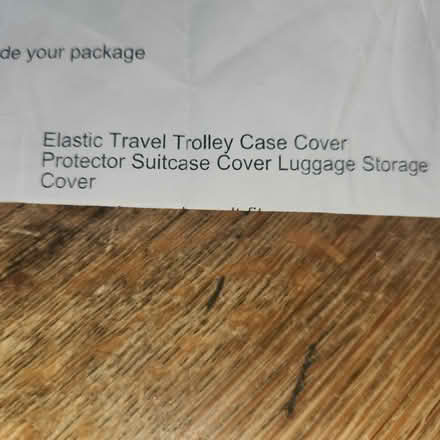 de your package
Elastic Travel Trolley Case Cover
Protector Suitcase Cover Luggage Storage
Cover